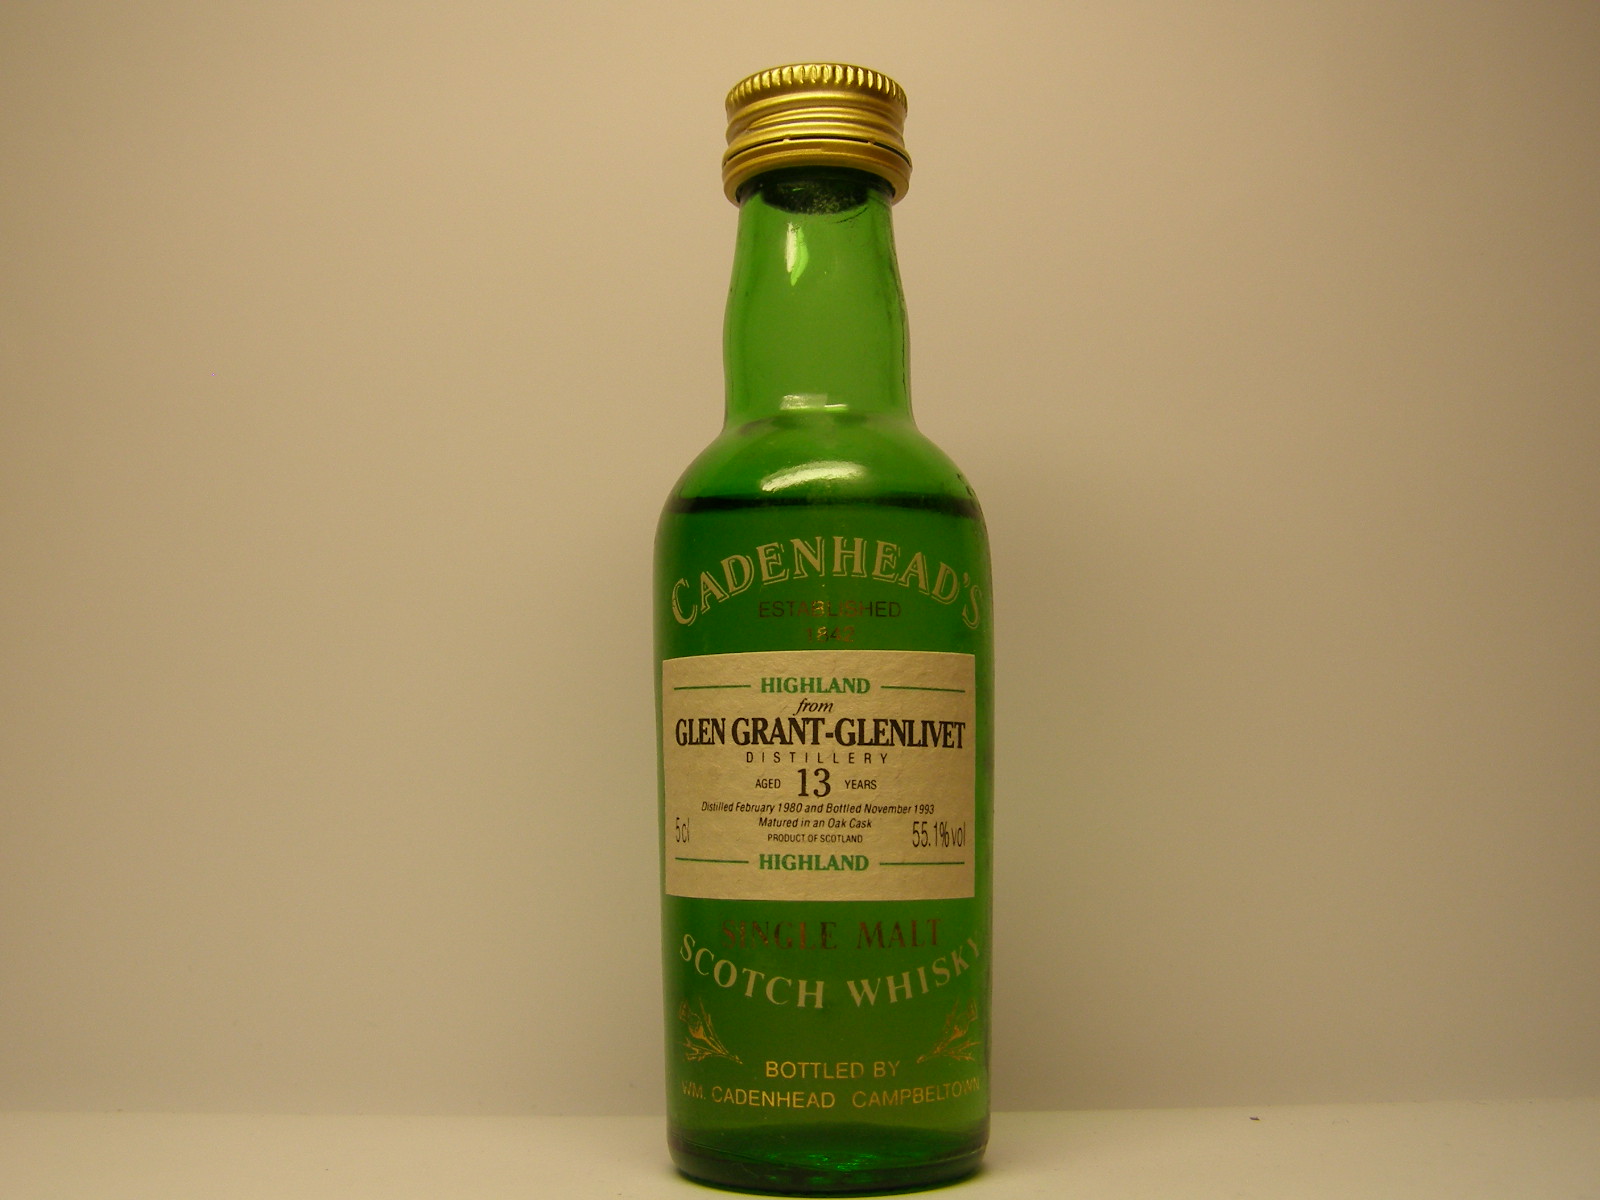 CADENHEAD'S
ESTABLISHED
1842
HIGHLAND
from
GLEN GRANT-GLENLIVET
DISTILLERY
AGED 13 YEARS
Distilled February 1980 and Bottled November 1993
Matured in an Oak Cask
5cl PRODUCT OF SCOTLAND 55.1% vol
HIGHLAND
SINGLE MALT
SCOTCH WHISKY
BOTTLED BY
WM. CADENHEAD CAMPBELTOWN